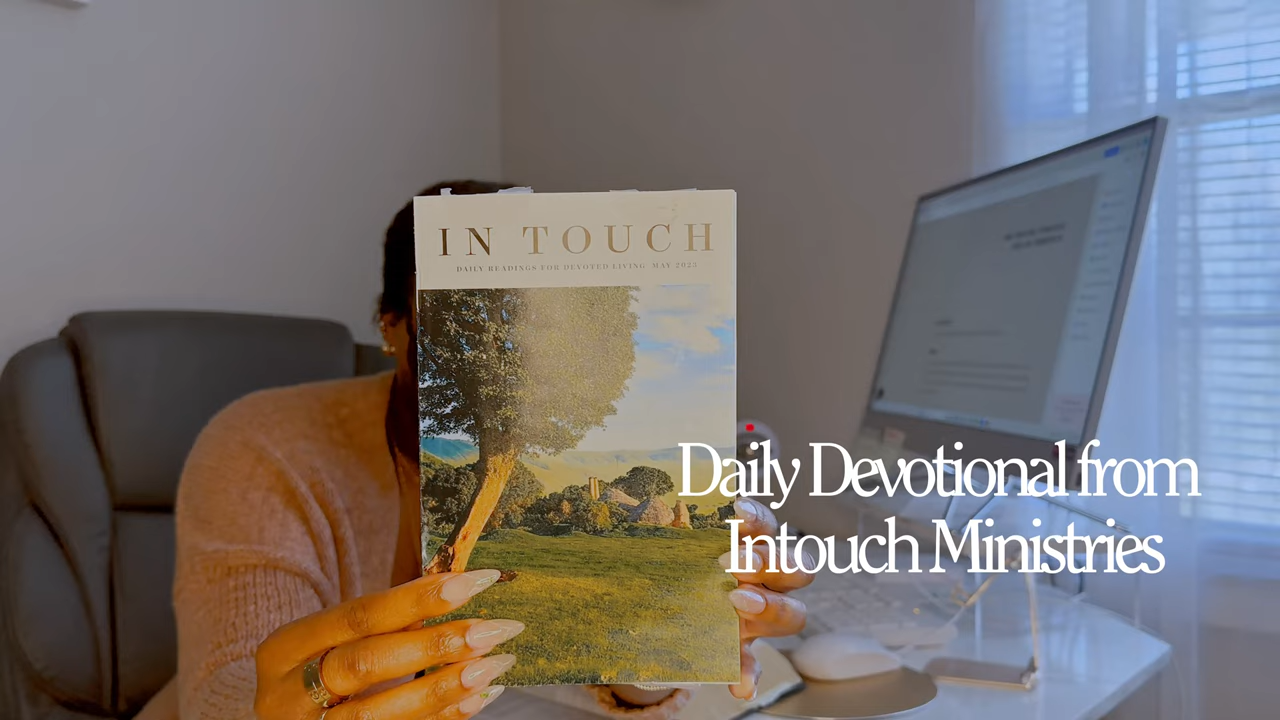 IN TOUCH
DAILY READINGS FOR DEVOTED LIVING MAY 2023
Daily Devotional from
Intouch Ministries